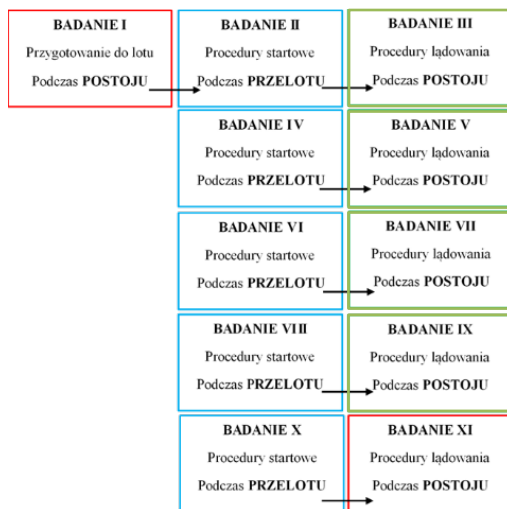 BADANIE I
Przygotowanie do lotu
Podczas POSTOJU
BADANIE II
Procedury startowe
Podczas PRZELOTU
BADANIE III
Procedury lądowania
Podczas POSTOJU
BADANIE IV
Procedury startowe
Podczas PRZELOTU
BADANIE V
Procedury lądowania
Podczas POSTOJU
BADANIE VI
Procedury startowe
Podczas PRZELOTU
BADANIE VII
Procedury lądowania
Podczas POSTOJU
BADANIE VIII
Procedury startowe
Podczas PRZELOTU
BADANIE IX
Procedury lądowania
Podczas POSTOJU
BADANIE X
Procedury startowe
Podczas PRZELOTU
BADANIE XI
Procedury lądowania
Podczas POSTOJU